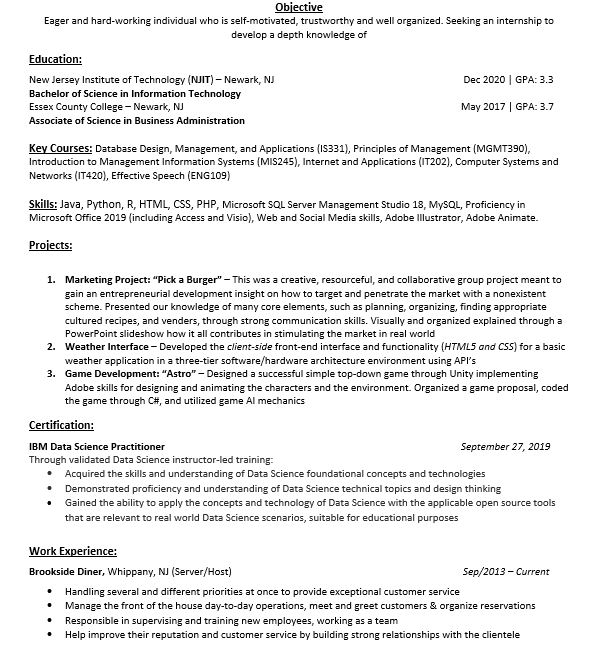 Objective
Eager and hard-working individual who is self-motivated, trustworthy and well organized. Seeking an internship to
develop a depth knowledge of
Education:
New Jersey Institute of Technology (NJIT) – Newark, NJ Dec 2020 | GPA: 3.3
Bachelor of Science in Information Technology
Essex County College – Newark, NJ May 2017 | GPA: 3.7
Associate of Science in Business Administration
Key Courses: Database Design, Management, and Applications (IS331), Principles of Management (MGMT390),
Introduction to Management Information Systems (MIS245), Internet and Applications (IT202), Computer Systems and
Networks (IT420), Effective Speech (ENG109)
Skills: Java, Python, R, HTML, CSS, PHP, Microsoft SQL Server Management Studio 18, MySQL, Proficiency in
Microsoft Office 2019 (including Access and Visio), Web and Social Media skills, Adobe Illustrator, Adobe Animate.
Projects:
1. Marketing Project: “Pick a Burger” – This was a creative, resourceful, and collaborative group project meant to
gain an entrepreneurial development insight on how to target and penetrate the market with a nonexistent
scheme. Presented our knowledge of many core elements, such as planning, organizing, finding appropriate
cultured recipes, and venders, through strong communication skills. Visually and organized explained through a
PowerPoint slideshow how it all contributes in stimulating the market in real world
2. Weather Interface – Developed the client-side front-end interface and functionality (HTML5 and CSS) for a basic
weather application in a three-tier software/hardware architecture environment using API’s
3. Game Development: “Astro” – Designed a successful simple top-down game through Unity implementing
Adobe skills for designing and animating the characters and the environment. Organized a game proposal, coded
the game through C#, and utilized game AI mechanics
Certification:
IBM Data Science Practitioner September 27, 2019
Through validated Data Science instructor-led training:
• Acquired the skills and understanding of Data Science foundational concepts and technologies
• Demonstrated proficiency and understanding of Data Science technical topics and design thinking
• Gained the ability to apply the concepts and technology of Data Science with the applicable open source tools
that are relevant to real world Data Science scenarios, suitable for educational purposes
Work Experience:
Brookside Diner, Whippany, NJ (Server/Host) Sep/2013 – Current
• Handling several and different priorities at once to provide exceptional customer service
• Manage the front of the house day-to-day operations, meet and greet customers & organize reservations
• Responsible in supervising and training new employees, working as a team
• Help improve their reputation and customer service by building strong relationships with the clientele